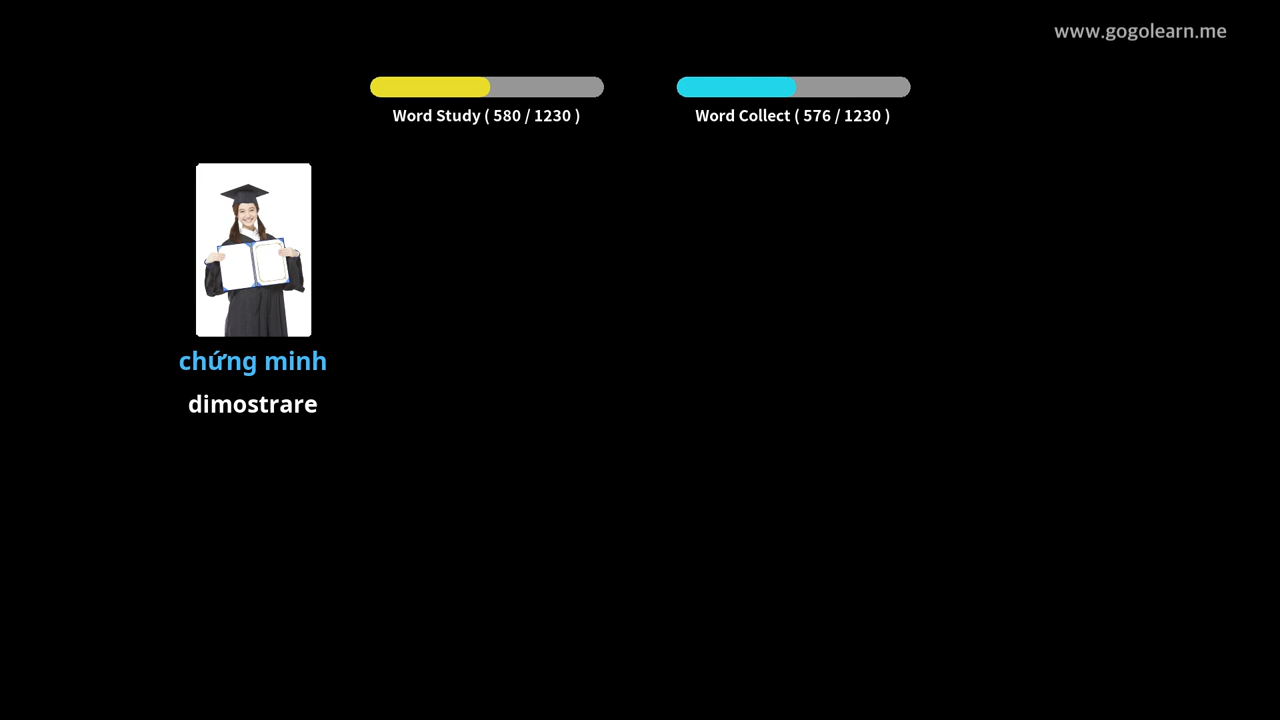 www.gogolearn.me
Word Study ( 580 / 1230 )
Word Collect ( 576 / 1230 )
chứng minh
dimostrare